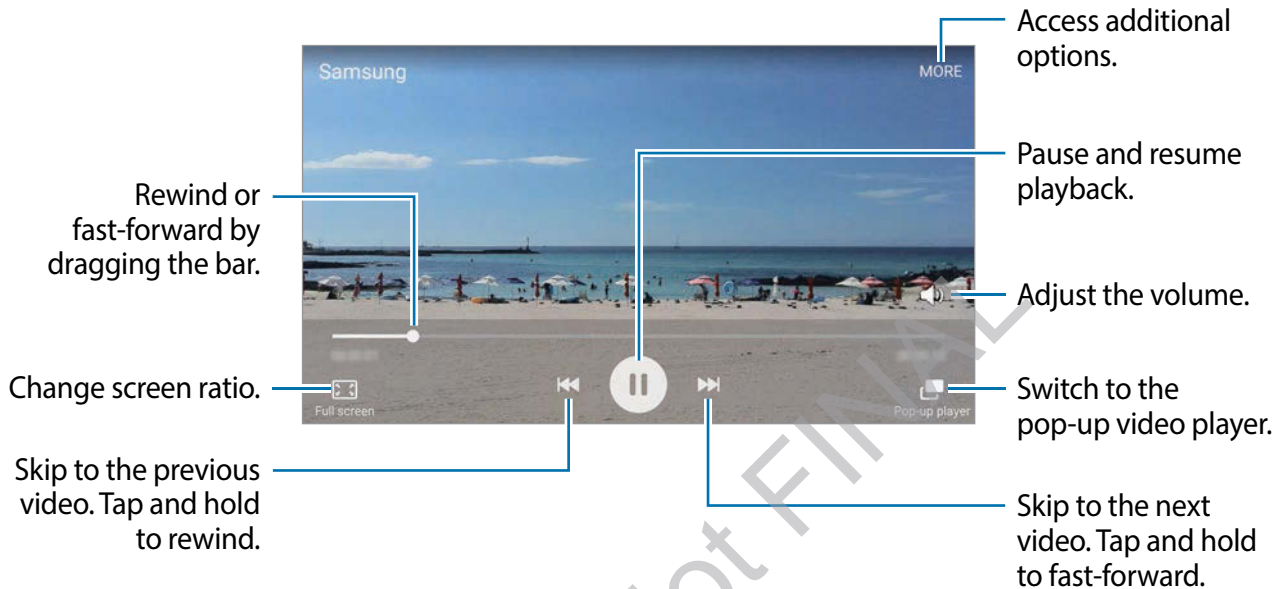 Access additional
options.
Samsung
MORE
Pause and resume
playback.
Rewind or
fast-forward by
dragging the bar.
Adjust the volume.
Change screen ratio.
Full screen
Pop-up player
Switch to the
pop-up video player.
Skip to the previous
video. Tap and hold
to rewind.
Skip to the next
video. Tap and hold
to fast-forward.
FINAL